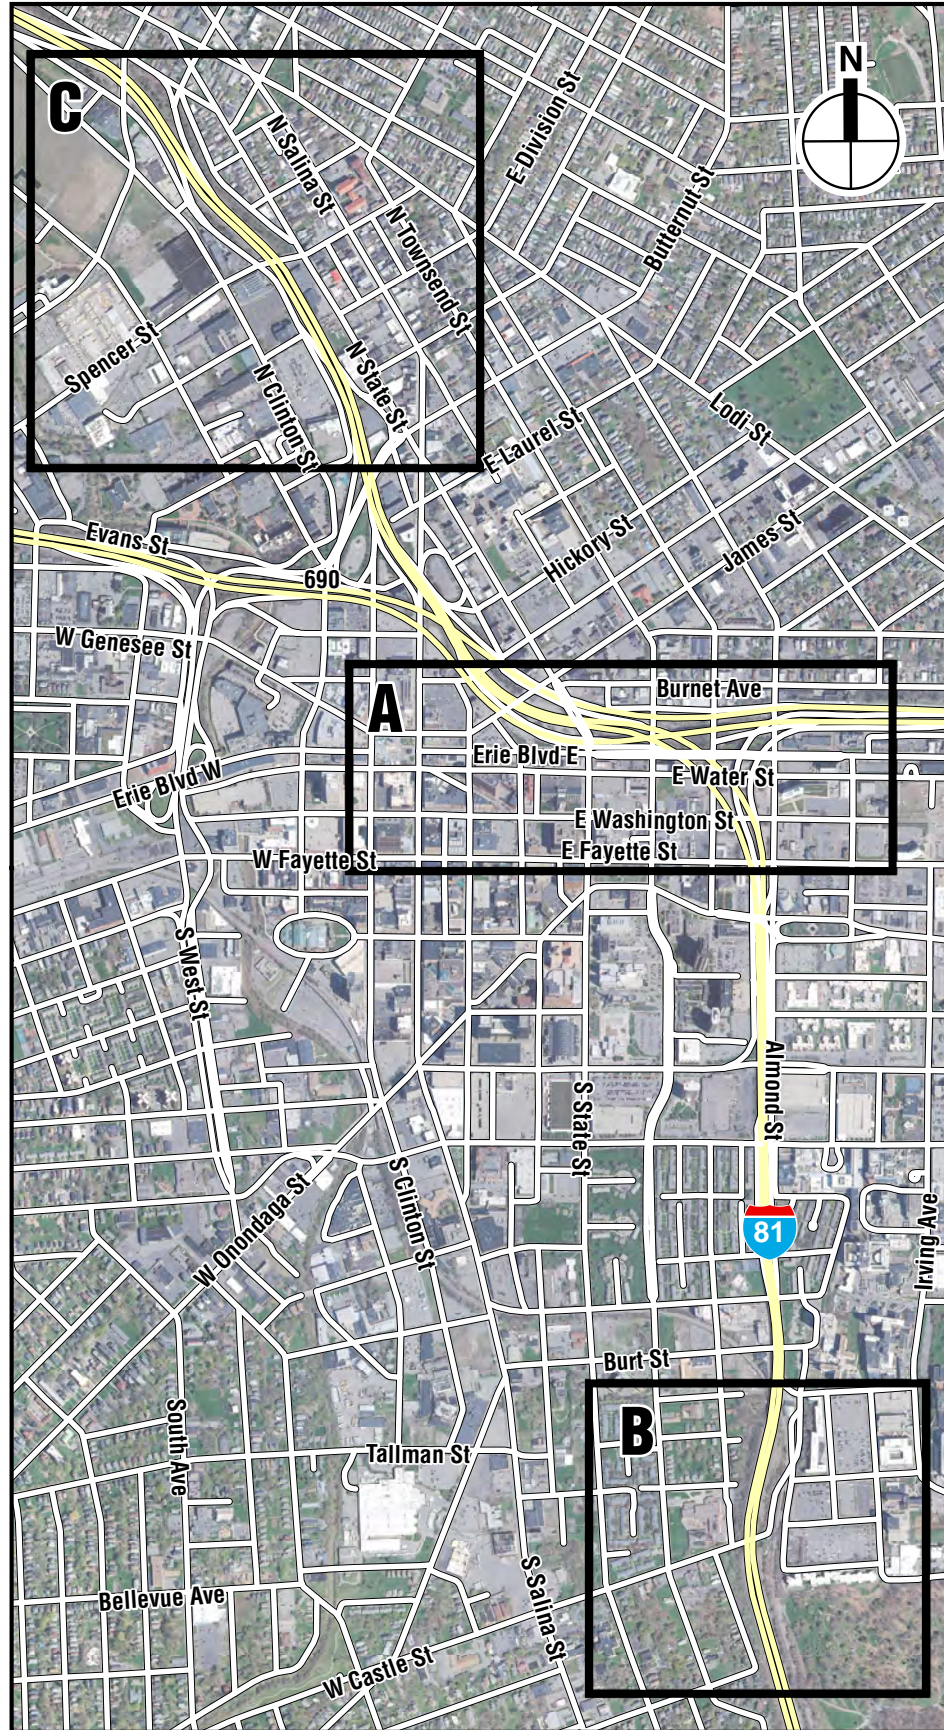 C
N
N Salina St
E Division St
N Townsend St
Butternut St
Spencer St
N State St
N Clinton St
Lodi St
E Laurel St
Evans St
Hickory St
James St
690
W Genesee St
A
Burnet Ave
Erie Blvd E
Erie Blvd W
E Water St
E Washington St
W Fayette St
E Fayette St
S West St
Almond St
S State St
S Clinton St
W Onondaga St
81
Irving Ave
Burt St
B
South Ave
Tallman St
S Salina St
Bellevue Ave
W Castle St